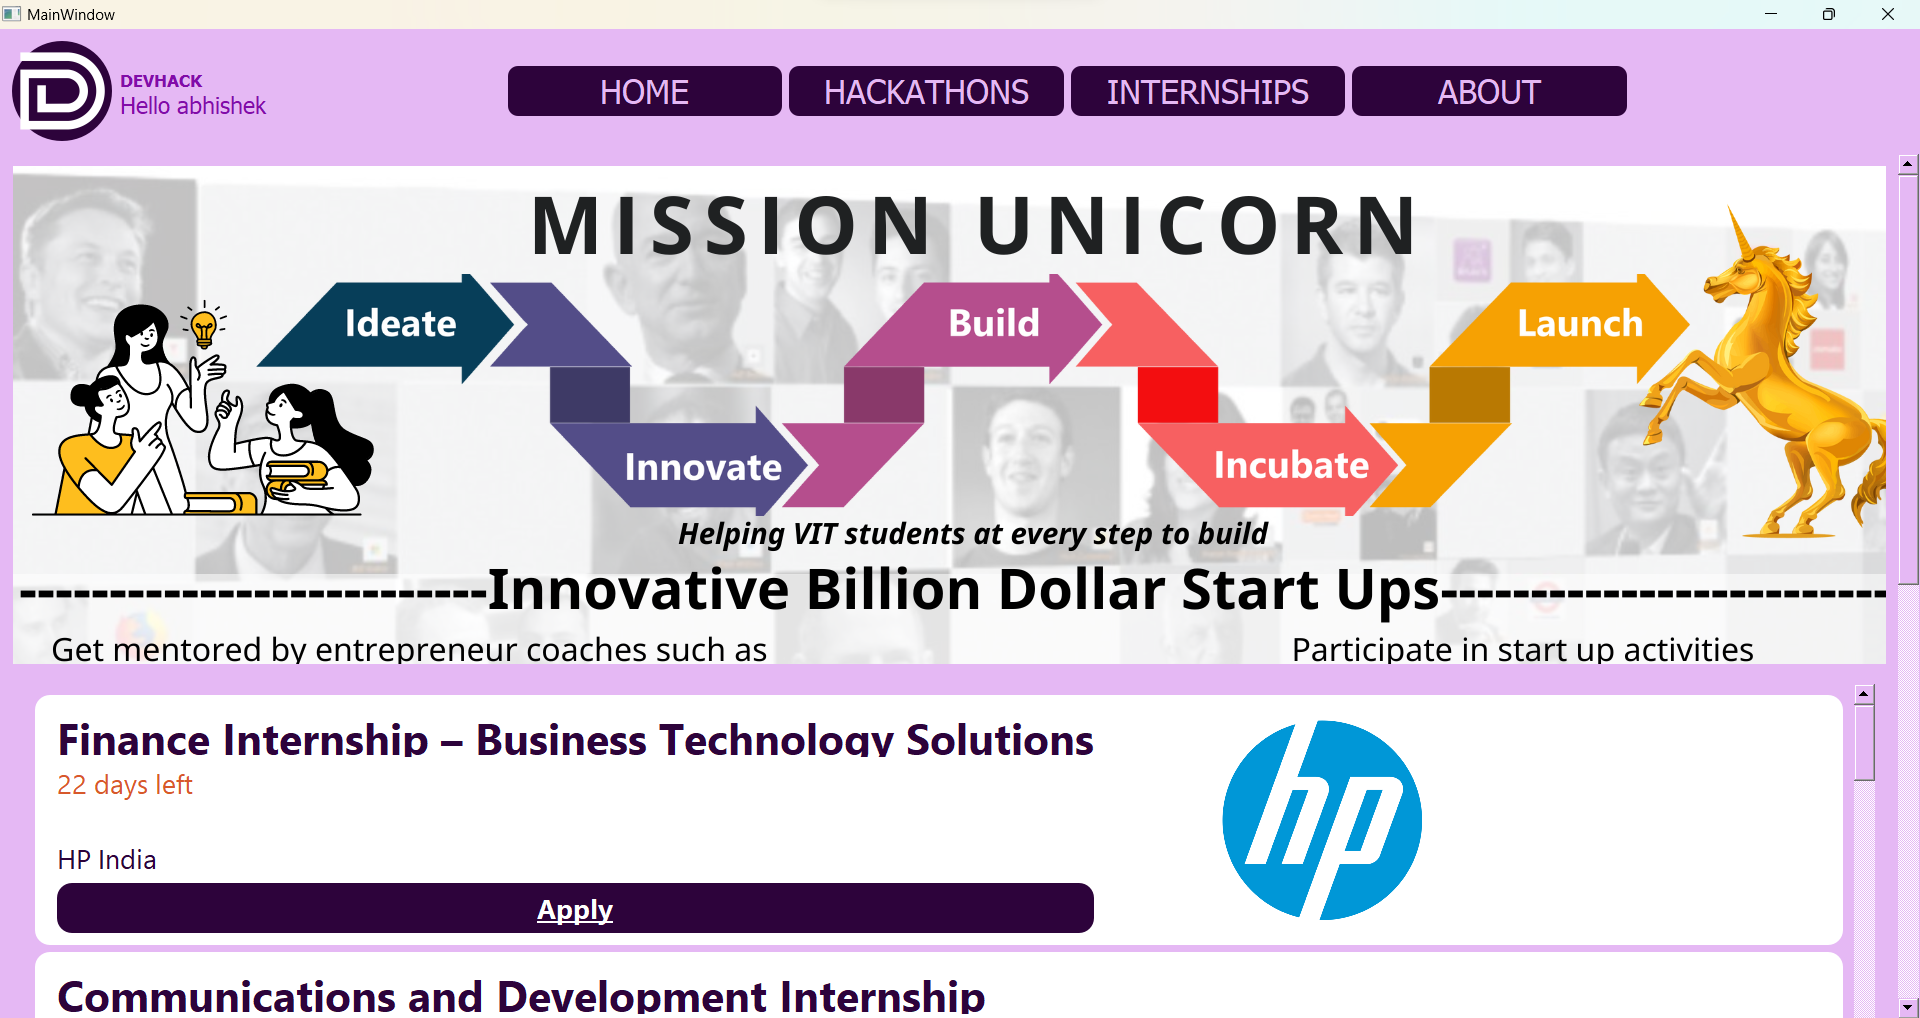 MainWindow
DEVHACK
Hello abhishek
HOME
HACKATHONS
INTERNSHIPS
ABOUT
MISSION UNICORN
Ideate
Build
Launch
Innovate
Incubate
Helping VIT students at every step to build
--------------------------Innovative Billion Dollar Start Ups-------------------------
Get mentored by entrepreneur coaches such as
Participate in start up activities
Finance Internship – Business Technology Solutions
22 days left
HP India
Apply
hp
Communications and Development Internship